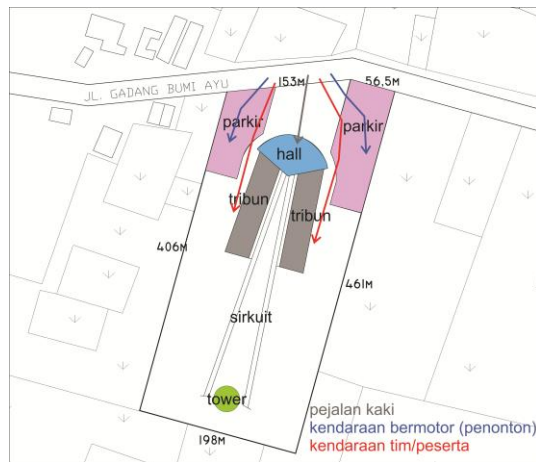 153M
56.5M
JL. GADANG BUMI AYU
parkir
parkir
hall
tribun
tribun
406M
461M
sirkuit
tower
198M
pejalan kaki
kendaraan bermotor (penonton)
kendaraan tim/peserta